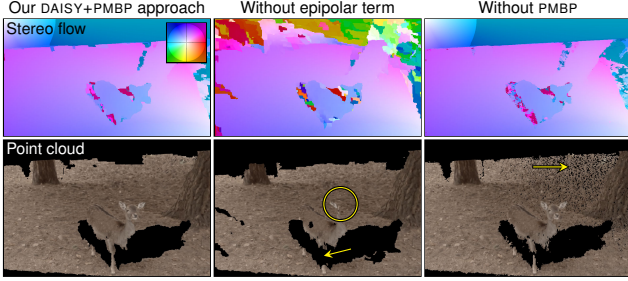 Our DAISY+PMBP approach
Without epipolar term
Without PMBP
Stereo flow
Point cloud